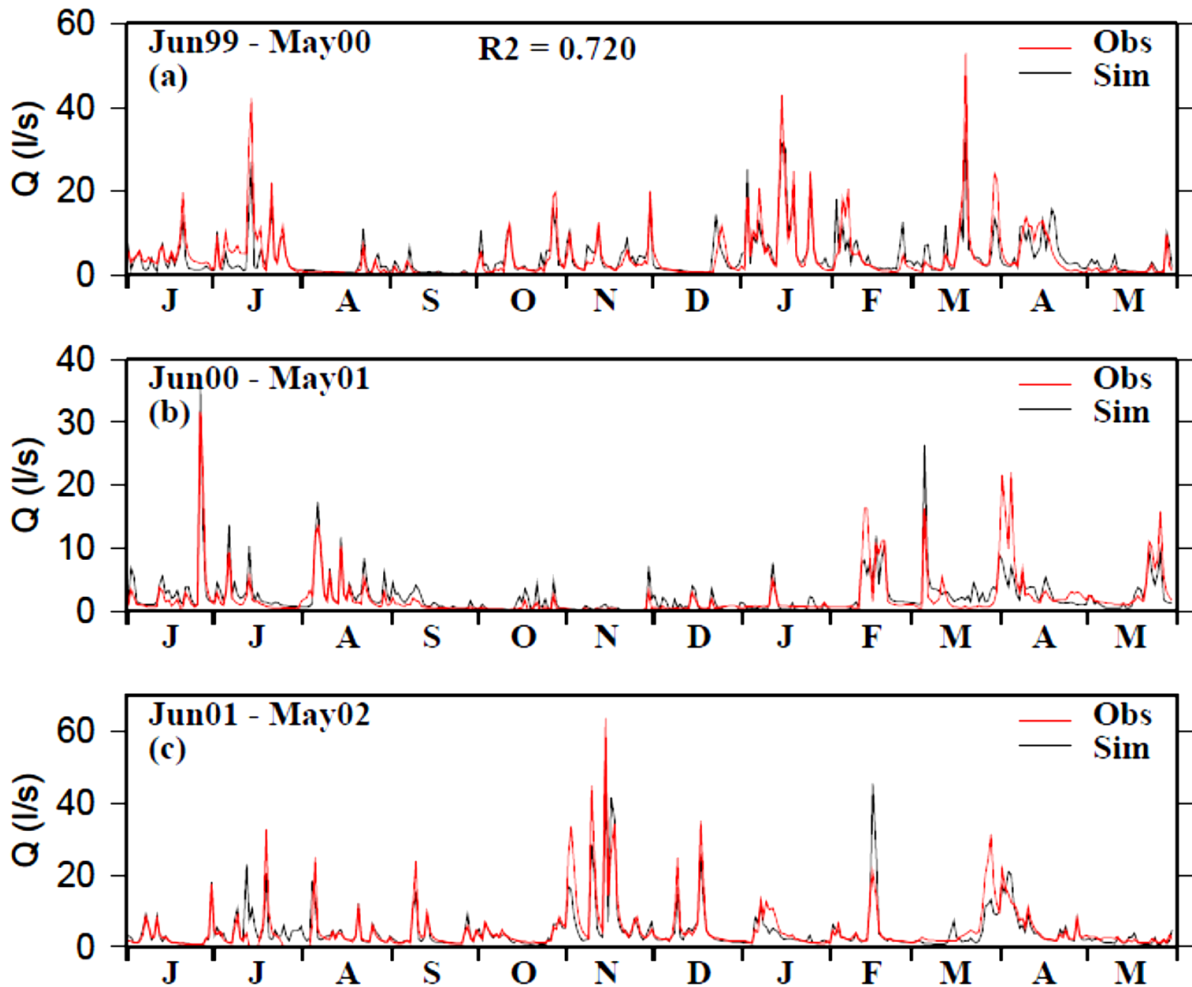 60
Jun99 - May00
R2 = 0.720
Obs
(a)
Sim
40
Q (l/s)
20
0
J J A S O N D J F M A M
40
Jun00 - May01
Obs
(b)
Sim
30
Q (l/s)
20
10
0
J J A S O N D J F M A M
Jun01 - May02
Obs
60
(c)
Sim
40
Q (l/s)
20
0
J J A S O N D J F M A M